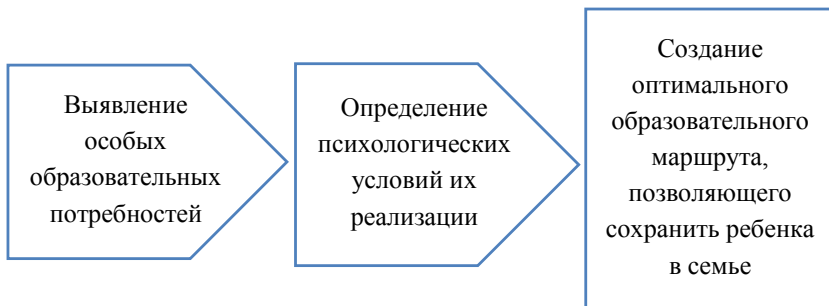 Выявление
особых
образовательных
потребностей
Определение
психологических
условий их
реализации
Создание
оптимального
образовательного
маршрута,
позволяющего
сохранить ребенка
в семье